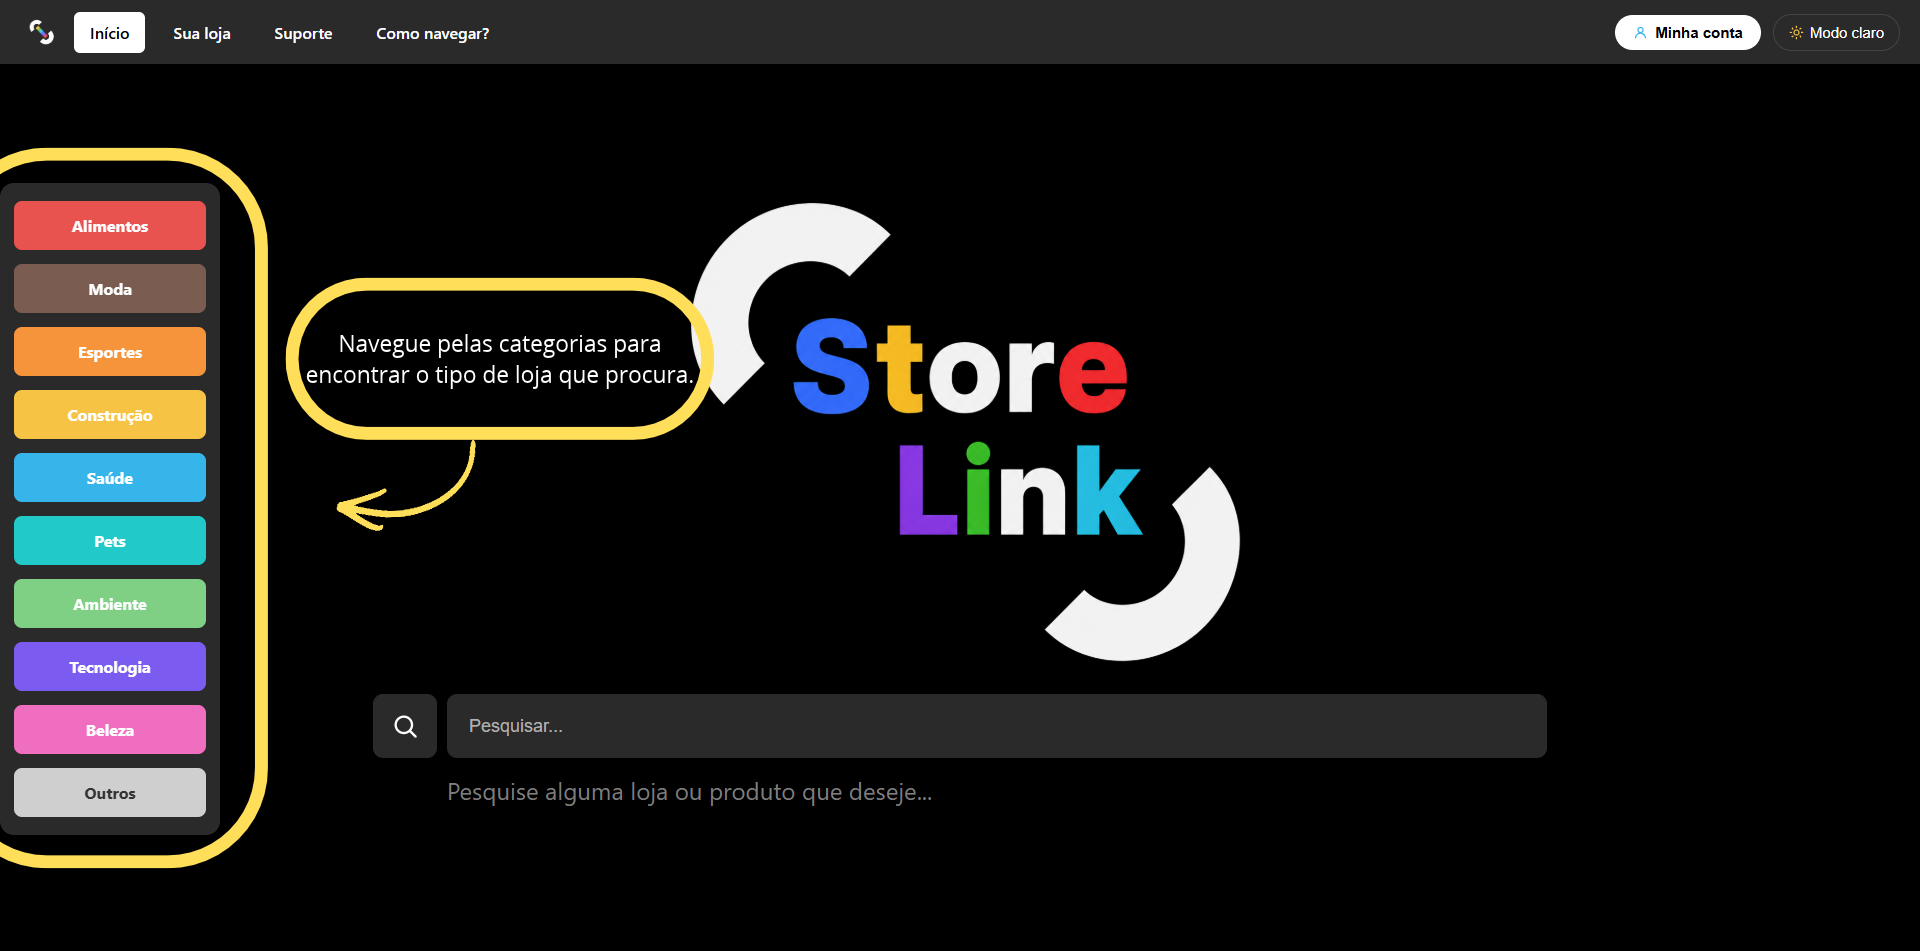 Início
Sua loja
Suporte
Como navegar?
Minha conta
Modo claro
Alimentos
Moda
Esportes
Construção
Saúde
Pets
Ambiente
Tecnologia
Beleza
Outros
Navegue pelas categorias para
encontrar o tipo de loja que procura.
Store
Link
Pesquisar...
Pesquise alguma loja ou produto que deseje...